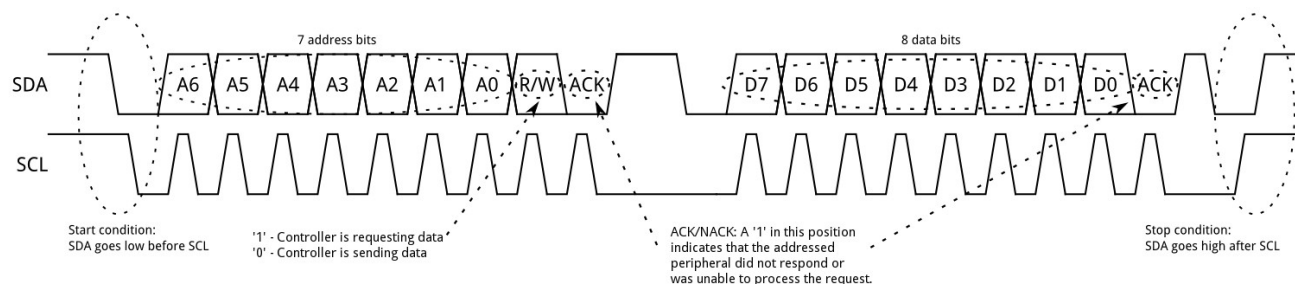 7 address bits
8 data bits
SDA
A6 A5 A4 A3 A2 A1 A0 R/W ACK
D7 D6 D5 D4 D3 D2 D1 D0 ACK
SCL
Start condition:
SDA goes low before SCL
'1' - Controller is requesting data
'0' - Controller is sending data
ACK/NACK: A '1' in this position
indicates that the addressed
peripheral did not respond or
was unable to process the request.
Stop condition:
SDA goes high after SCL